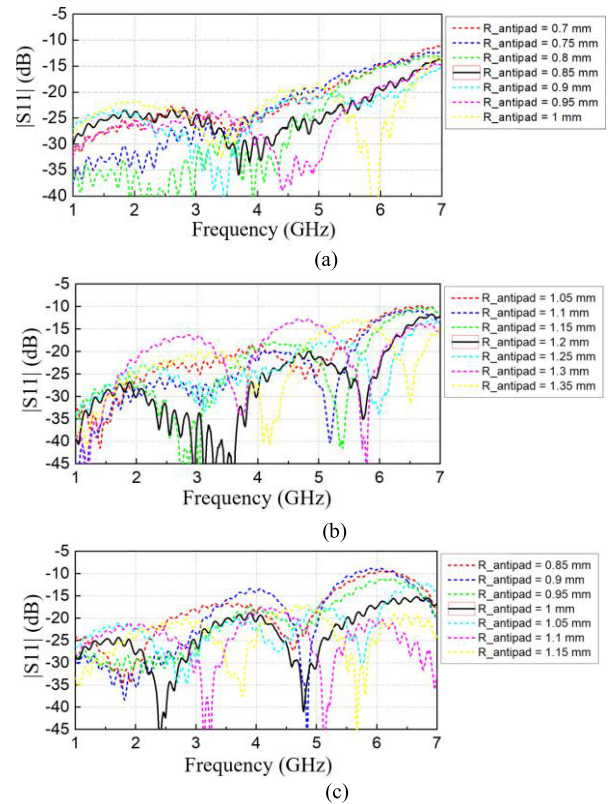 -5
-10
-15
-20
-25
-30
-35
-40
|S11| (dB)
1 2 3 4 5 6 7
Frequency (GHz)
R_antipad = 0.7 mm
R_antipad = 0.75 mm
R_antipad = 0.8 mm
R_antipad = 0.85 mm
R_antipad = 0.9 mm
R_antipad = 0.95 mm
R_antipad = 1 mm
(a)
-5
-10
-15
-20
-25
-30
-35
-40
-45
|S11| (dB)
1 2 3 4 5 6 7
Frequency (GHz)
R_antipad = 1.05 mm
R_antipad = 1.1 mm
R_antipad = 1.15 mm
R_antipad = 1.2 mm
R_antipad = 1.25 mm
R_antipad = 1.3 mm
R_antipad = 1.35 mm
(b)
-5
-10
-15
-20
-25
-30
-35
-40
-45
|S11| (dB)
1 2 3 4 5 6 7
Frequency (GHz)
R_antipad = 0.85 mm
R_antipad = 0.9 mm
R_antipad = 0.95 mm
R_antipad = 1 mm
R_antipad = 1.05 mm
R_antipad = 1.1 mm
R_antipad = 1.15 mm
(c)